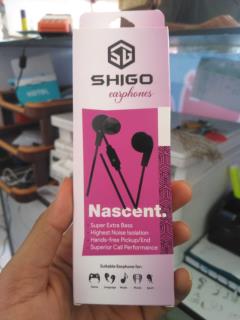 SHIGO
earphones
Nascent.
Super Extra Bass
Highest Noise Isolation
Hands-free Pickup/End
Superior Call Performance
Suitable Earphone for: